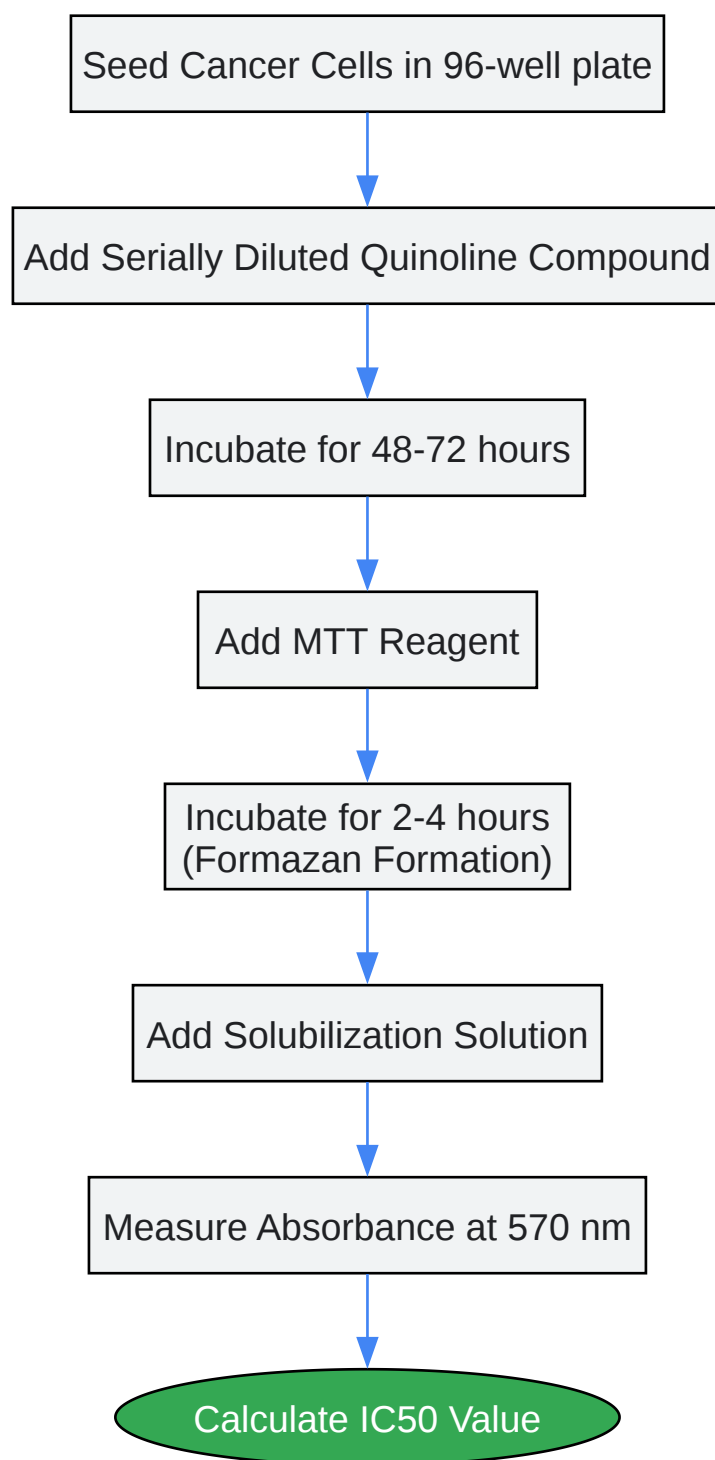 Seed Cancer Cells in 96-well plate
Add Serially Diluted Quinoline Compound
Incubate for 48-72 hours
Add MTT Reagent
Incubate for 2-4 hours
(Formazan Formation)
Add Solubilization Solution
Measure Absorbance at 570 nm
Calculate IC50 Value